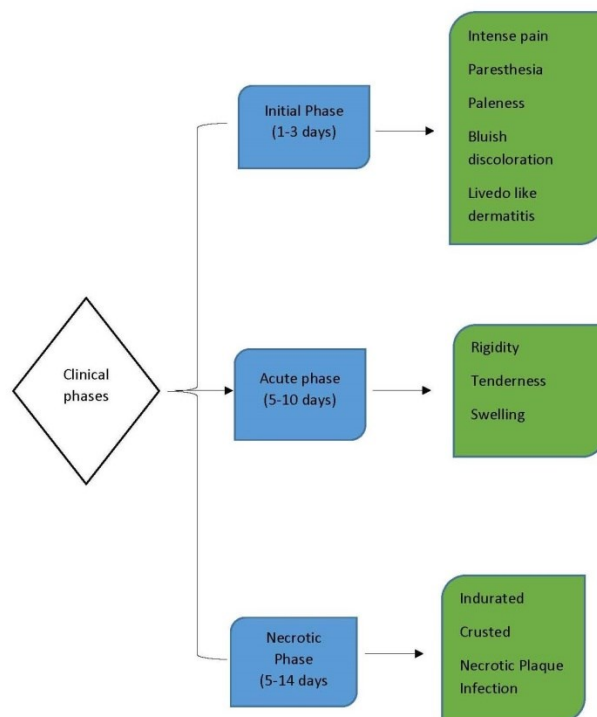 Clinical
phases
Initial Phase
(1-3 days)
Intense pain
Paresthesia
Paleness
Bluish
discoloration
Livedo like
dermatitis
Acute phase
(5-10 days)
Rigidity
Tenderness
Swelling
Necrotic
Phase
(5-14 days
Indurated
Crusted
Necrotic Plaque
Infection